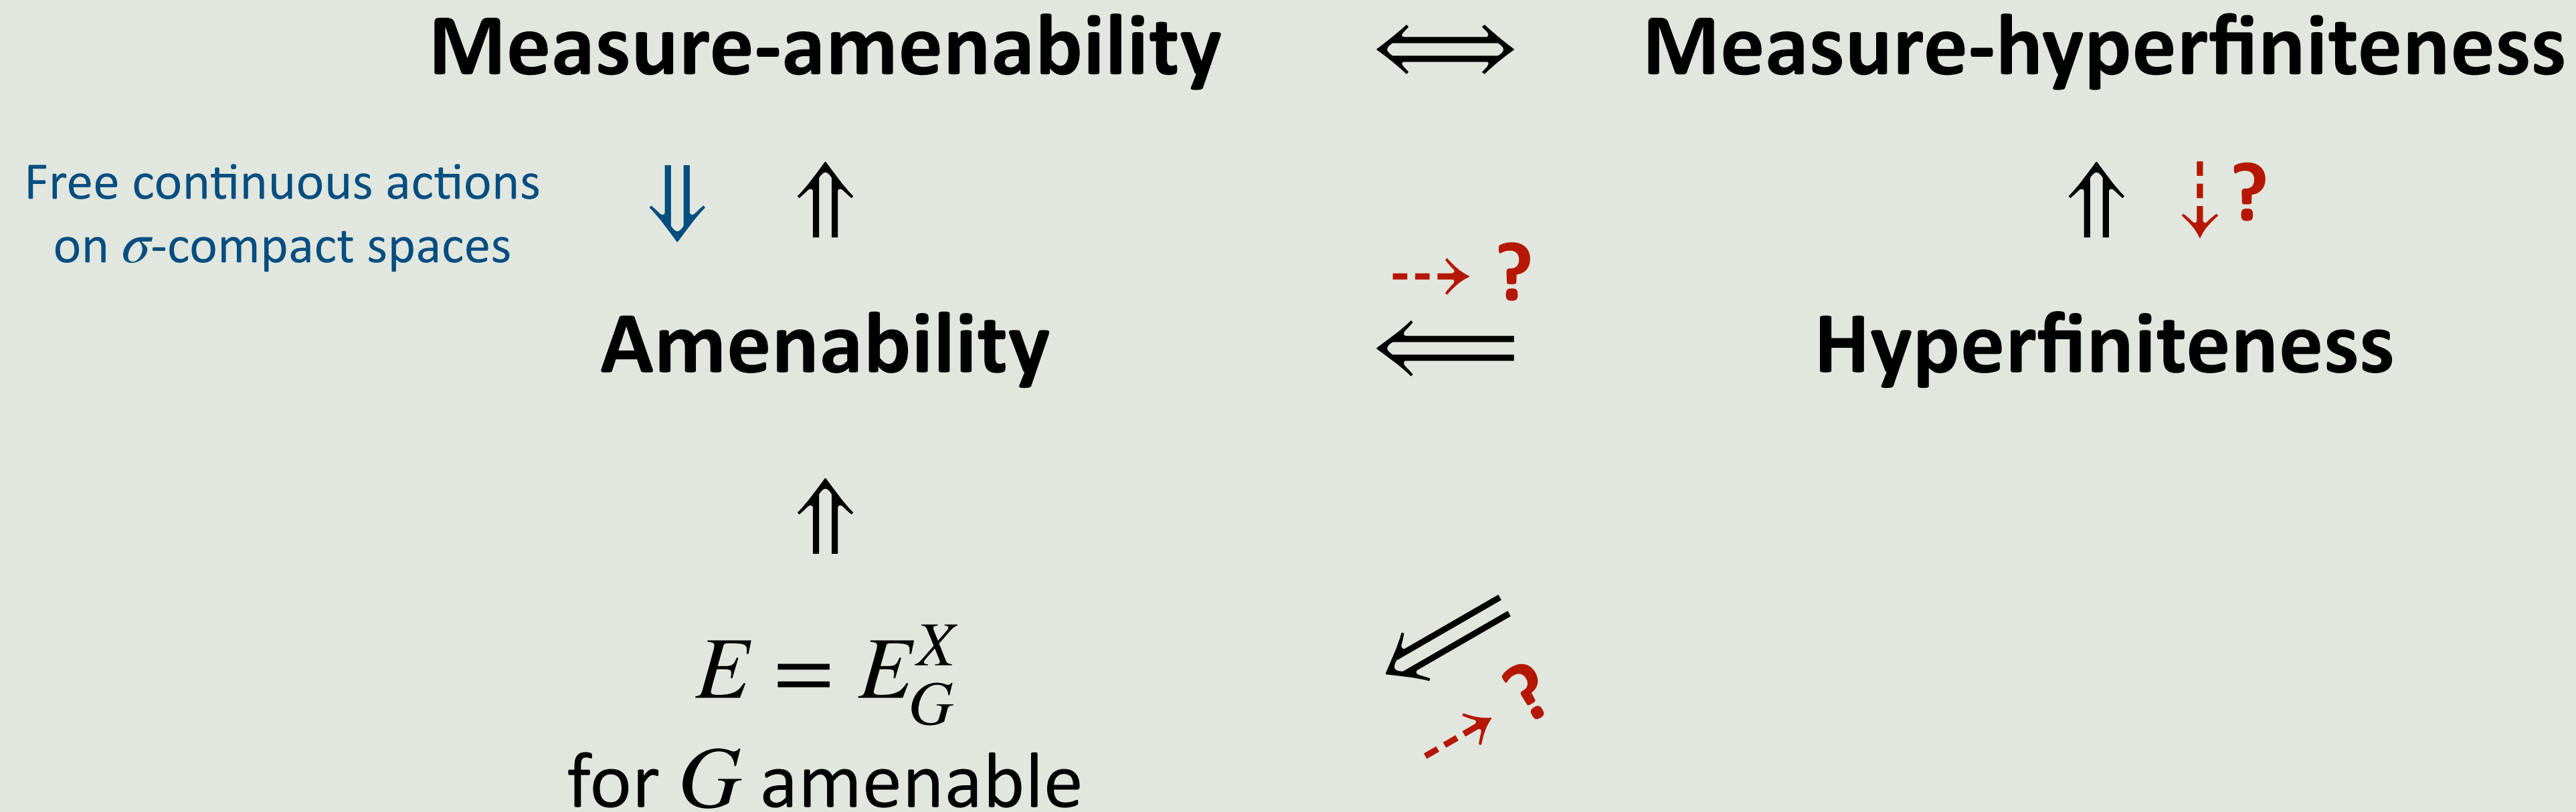 Measure-amenability ⟺ Measure-hyperfiniteness
Free continuous actions
on σ-compact spaces
⇓ ⇑
⇑ ⇣ ?
⇢ ?
Amenability ⟸ Hyperfiniteness
⇑
E = E_G^X
for G amenable
⇙
⇢ ?